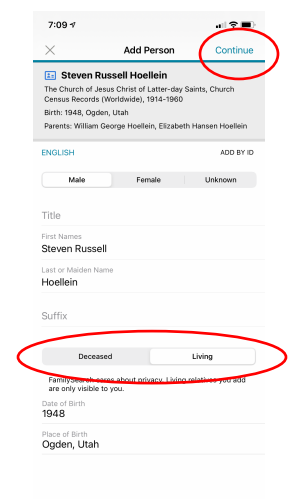 7:09
Add Person
Continue
Steven Russell Hoellein
The Church of Jesus Christ of Latter-day Saints, Church
Census Records (Worldwide), 1914-1960
Birth: 1948, Ogden, Utah
Parents: William George Hoellein, Elizabeth Hansen Hoellein
ENGLISH ADD BY ID
Male Female Unknown
Title
First Names
Steven Russell
Last or Maiden Name
Hoellein
Suffix
Deceased Living
FamilySearch cares about privacy. Living relatives you add
are only visible to you.
Date of Birth
1948
Place of Birth
Ogden, Utah